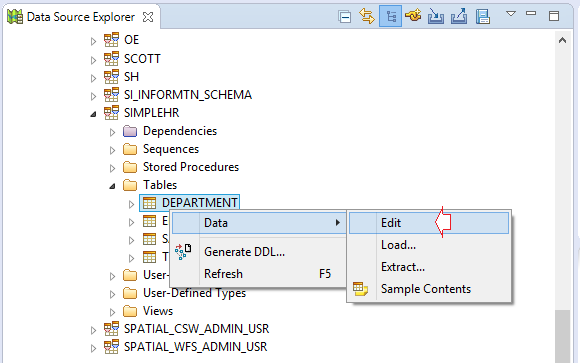 Data Source Explorer
OE
SCOTT
SH
SI_INFORMTN_SCHEMA
SIMPLEHR
Dependencies
Sequences
Stored Procedures
Tables
DEPARTMENT
E
Data
Edit
S
Load...
T
Generate DDL...
Extract...
User-
Refresh F5
Sample Contents
User-Defined Types
Views
SPATIAL_CSW_ADMIN_USR
SPATIAL_WFS_ADMIN_USR